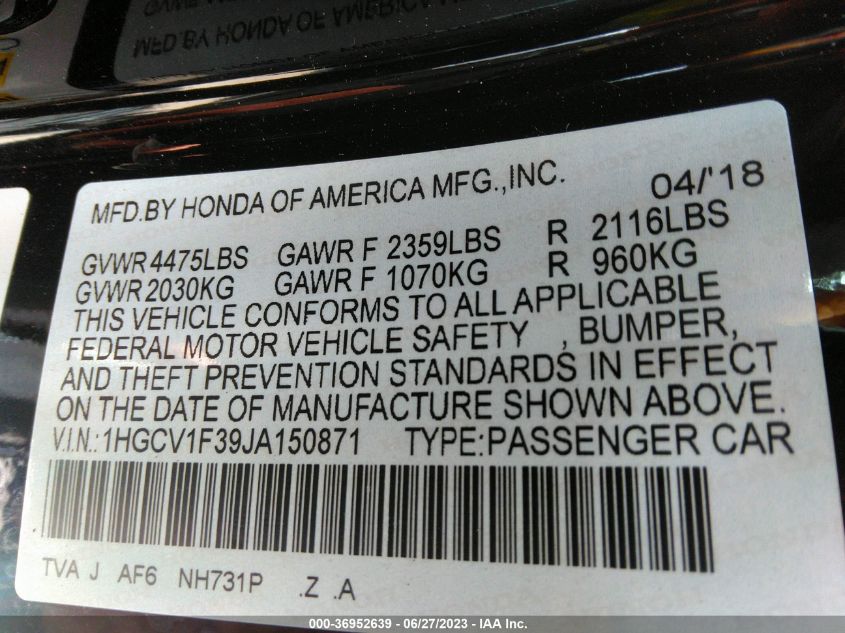 MFD.BY HONDA OF AMERICA MFG.,INC. 04/'18
GVWR 4475LBS GAWR F 2359LBS R 2116LBS
GVWR 2030KG GAWR F 1070KG R 960KG
THIS VEHICLE CONFORMS TO ALL APPLICABLE
FEDERAL MOTOR VEHICLE SAFETY , BUMPER,
AND THEFT PREVENTION STANDARDS IN EFFECT
ON THE DATE OF MANUFACTURE SHOWN ABOVE.
V.I.N.:1HGCV1F39JA150871 TYPE:PASSENGER CAR
TVA J AF6 NH731P .Z .A
000-36952639 - 06/27/2023 - IAA Inc.